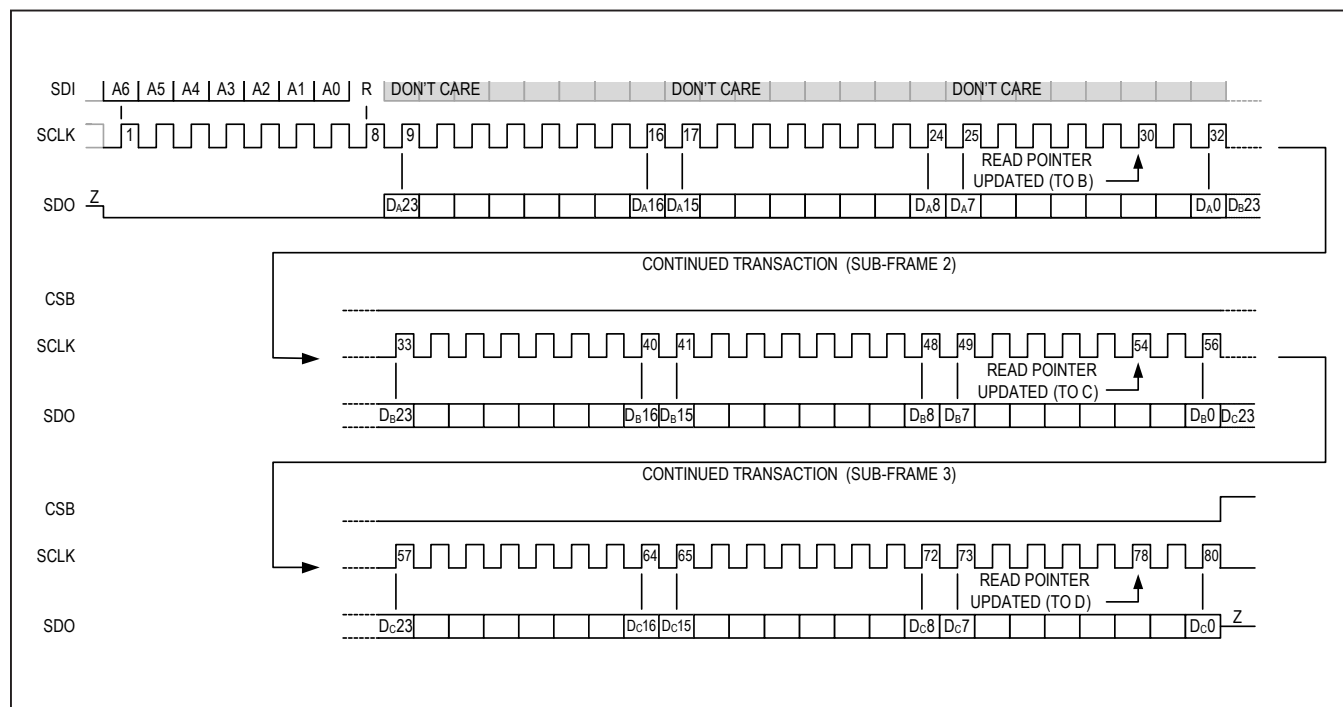 SDI A6 A5 A4 A3 A2 A1 A0 R DON'T CARE DON'T CARE DON'T CARE
SCLK 1 8 9 16 17 24 25 30 32
READ POINTER
UPDATED (TO B)
SDO Z DA23 DA16 DA15 DA8 DA7 DA0 DB23
CONTINUED TRANSACTION (SUB-FRAME 2)
CSB
SCLK 33 40 41 48 49 54 56
READ POINTER
UPDATED (TO C)
SDO DB23 DB16 DB15 DB8 DB7 DB0 DC23
CONTINUED TRANSACTION (SUB-FRAME 3)
CSB
SCLK 57 64 65 72 73 78 80
READ POINTER
UPDATED (TO D)
SDO DC23 DC16 DC15 DC8 DC7 DC0 Z